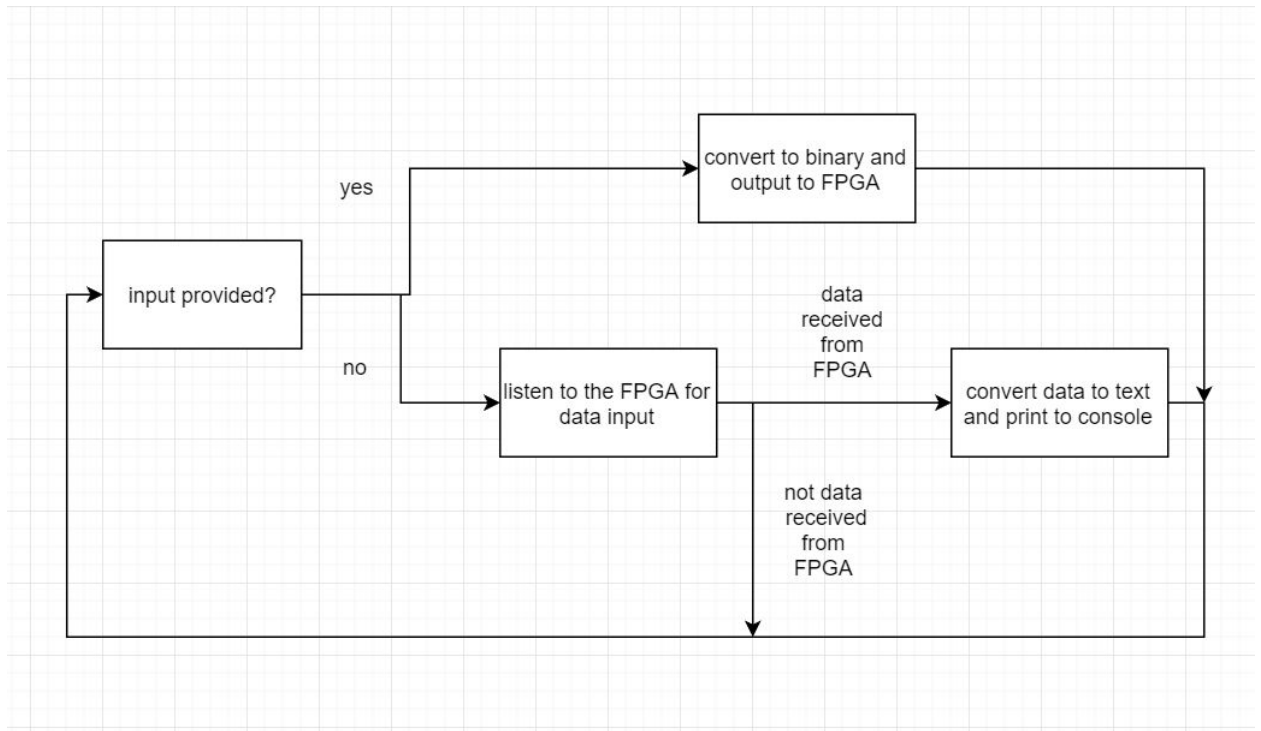 convert to binary and
output to FPGA
yes
input provided?
data
received
from
FPGA
no
listen to the FPGA for
data input
convert data to text
and print to console
not data
received
from
FPGA